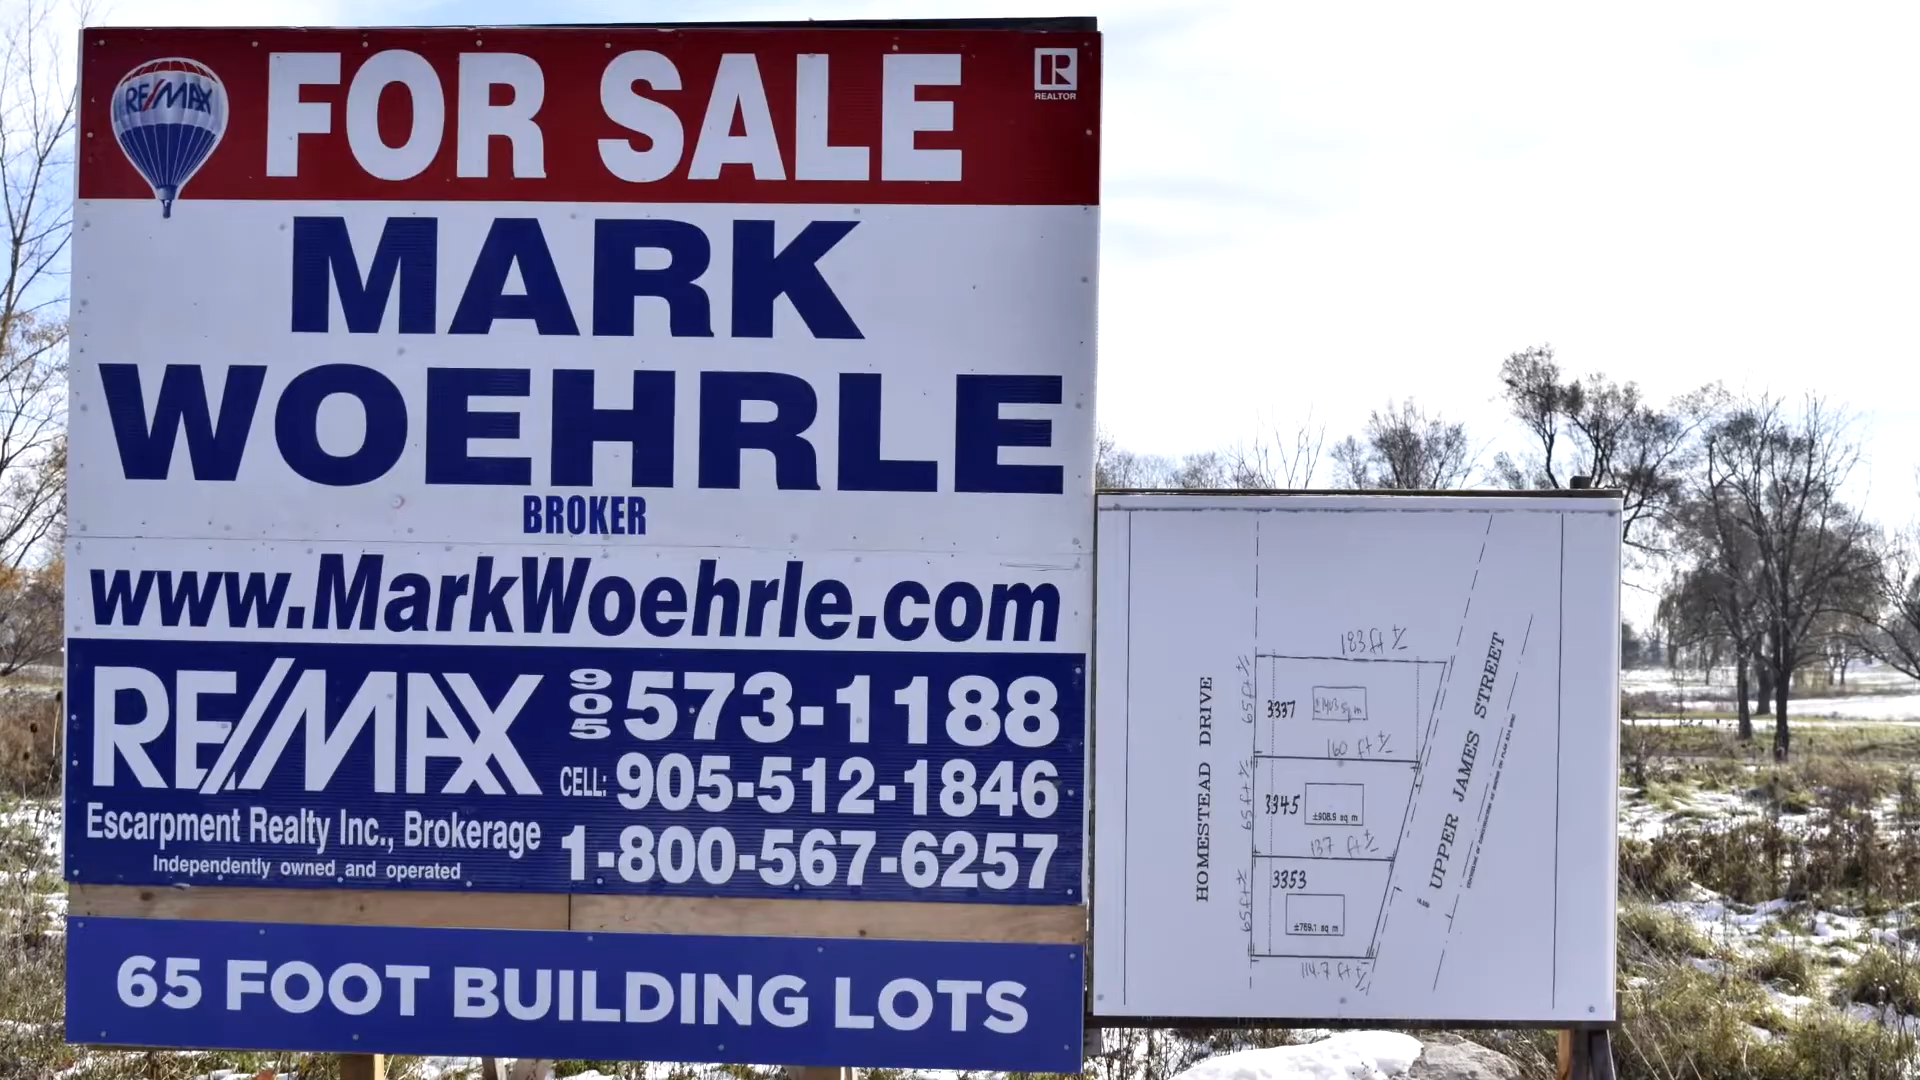 RE/MAX
FOR SALE
R
REALTOR
MARK
WOEHRLE
BROKER
www.MarkWoehrle.com
RE/MAX
905 573-1188
CELL: 905-512-1846
1-800-567-6257
Escarpment Realty Inc., Brokerage
Independently owned and operated
65 FOOT BUILDING LOTS
183 ft +/-
65 ft +/-
3337
160 ft +/-
65 ft +/-
3345
±908.9 sq m
137 ft +/-
65 ft +/-
3353
±769.1 sq m
114.7 ft +/-
HOMESTEAD DRIVE
UPPER JAMES STREET